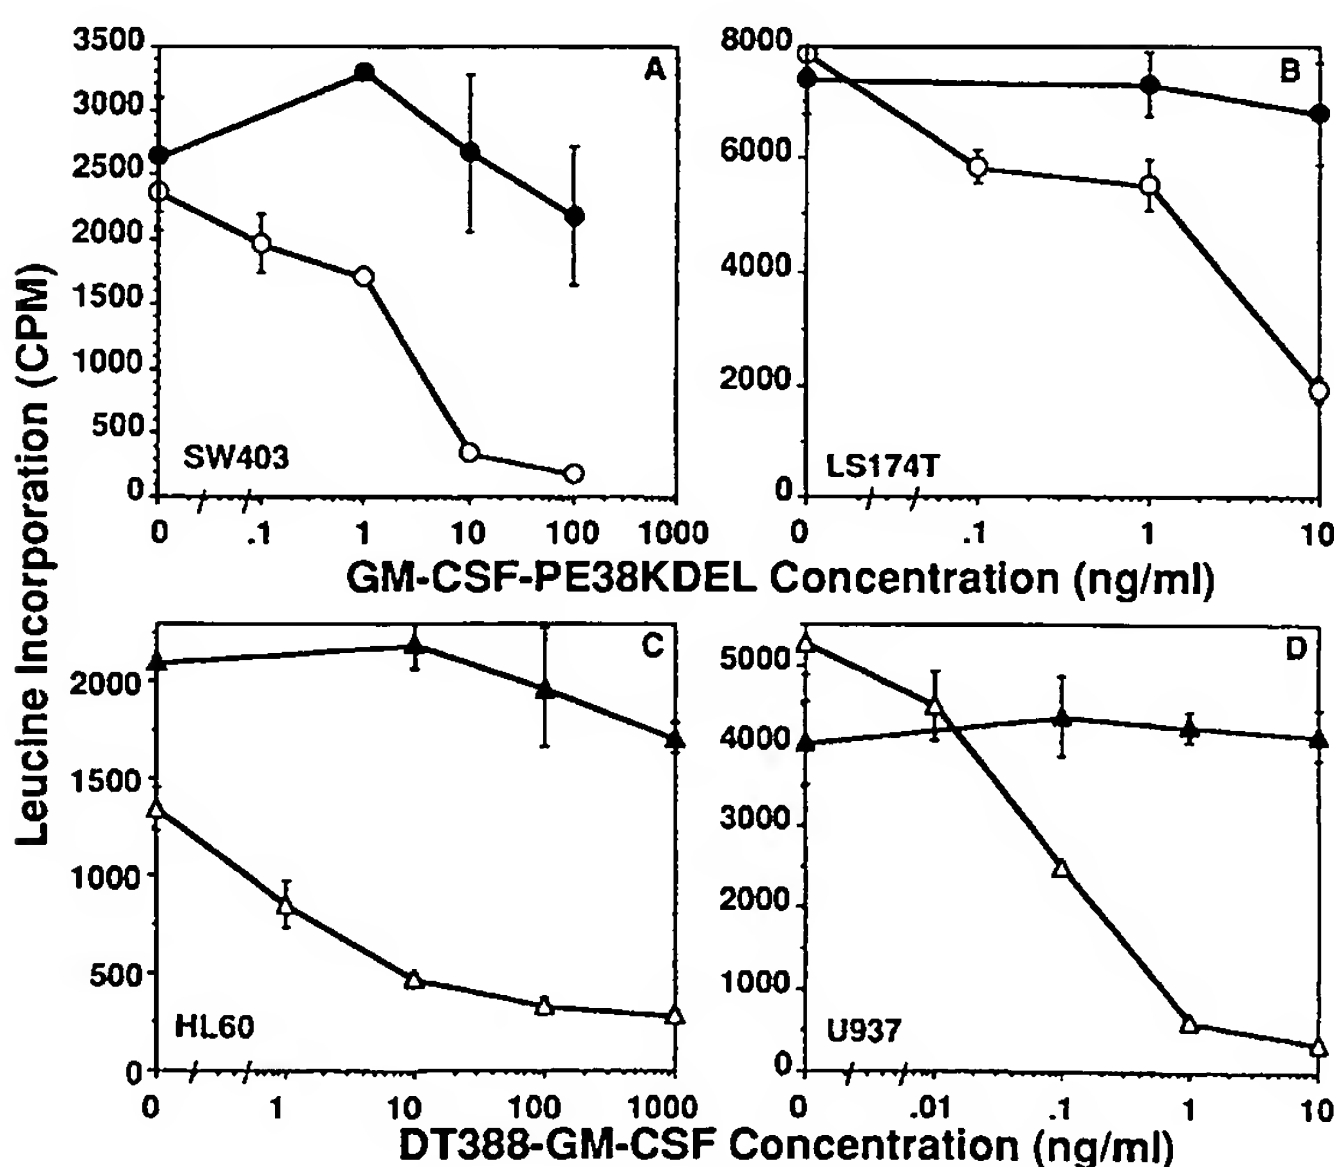 Leucine Incorporation (CPM)
A
3500
3000
2500
2000
1500
1000
500
0
SW403
0 .1 1 10 100 1000
B
8000
6000
4000
2000
0
LS174T
0 .1 1 10
GM-CSF-PE38KDEL Concentration (ng/ml)
C
2000
1500
1000
500
0
HL60
0 1 10 100 1000
D
5000
4000
3000
2000
1000
0
U937
0 .01 .1 1 10
DT388-GM-CSF Concentration (ng/ml)